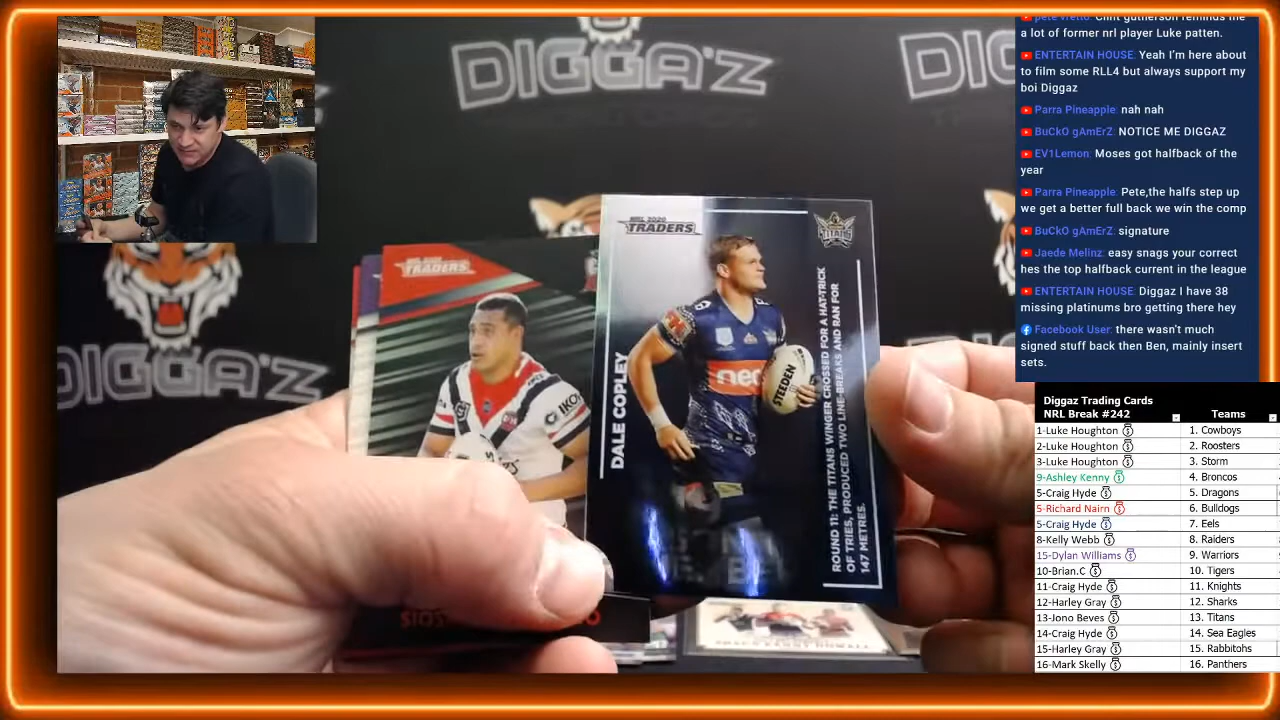 DIGGA'Z
pete vretto: Clint gutherson reminds me
a lot of former nrl player Luke patten.
ENTERTAIN HOUSE: Yeah I'm here about
to film some RLL4 but always support my
boi Diggaz
Parra Pineapple: nah nah
BuCkO gAmErZ: NOTICE ME DIGGAZ
EV1Lemon: Moses got halfback of the
year
Parra Pineapple: Pete,the halfs step up
we get a better full back we win the comp
BuCkO gAmErZ: signature
Jaede Melinz: easy snags your correct
hes the top halfback current in the league
ENTERTAIN HOUSE: Diggaz I have 38
missing platinums bro getting there hey
Facebook User: there wasn't much
signed stuff back then Ben, mainly insert
sets.
NRL 2020
TRADERS
TITANS
DALE COPLEY
STEEDEN
ROUND 11: THE TITANS WINGER CROSSED FOR A HAT-TRICK
OF TRIES, PRODUCED TWO LINE-BREAKS AND RAN FOR
147 METRES.
TRADERS
DIGGA'Z
Diggaz Trading Cards
NRL Break #242 Teams
1-Luke Houghton 1. Cowboys
2-Luke Houghton 2. Roosters
3-Luke Houghton 3. Storm
9-Ashley Kenny 4. Broncos
5-Craig Hyde 5. Dragons
5-Richard Nairn 6. Bulldogs
5-Craig Hyde 7. Eels
8-Kelly Webb 8. Raiders
15-Dylan Williams 9. Warriors
10-Brian.C 10. Tigers
11-Craig Hyde 11. Knights
12-Harley Gray 12. Sharks
13-Jono Beves 13. Titans
14-Craig Hyde 14. Sea Eagles
15-Harley Gray 15. Rabbitohs
16-Mark Skelly 16. Panthers